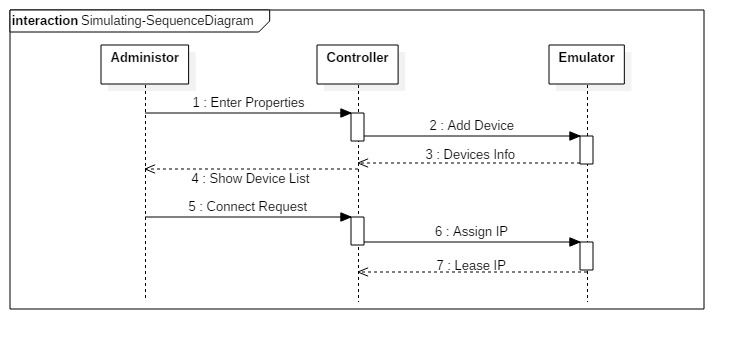 interaction Simulating-SequenceDiagram
Administor Controller Emulator
1 : Enter Properties
2 : Add Device
3 : Devices Info
4 : Show Device List
5 : Connect Request
6 : Assign IP
7 : Lease IP